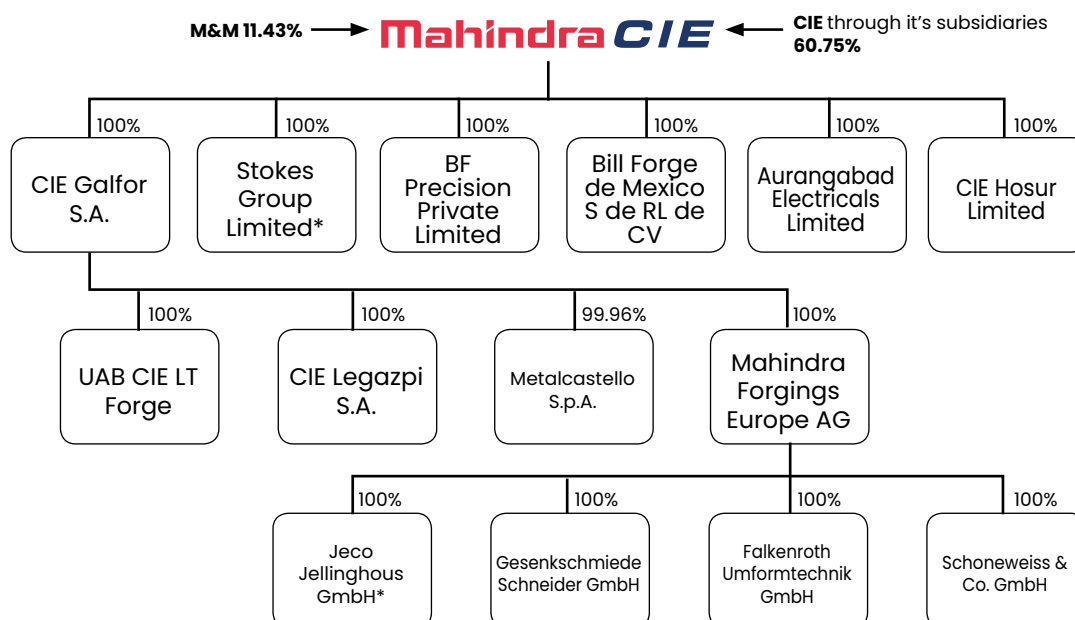 M&M 11.43%
Mahindra CIE
CIE through it's subsidiaries
60.75%
100%
100%
100%
100%
100%
100%
CIE Galfor
S.A.
Stokes
Group
Limited*
BF
Precision
Private
Limited
Bill Forge
de Mexico
S de RL de
CV
Aurangabad
Electricals
Limited
CIE Hosur
Limited
100%
100%
99.96%
100%
UAB CIE LT
Forge
CIE Legazpi
S.A.
Metalcastello
S.p.A.
Mahindra
Forgings
Europe AG
100%
100%
100%
100%
Jeco
Jellinghous
GmbH*
Gesenkschmiede
Schneider GmbH
Falkenroth
Umformtechnik
GmbH
Schoneweiss &
Co. GmbH